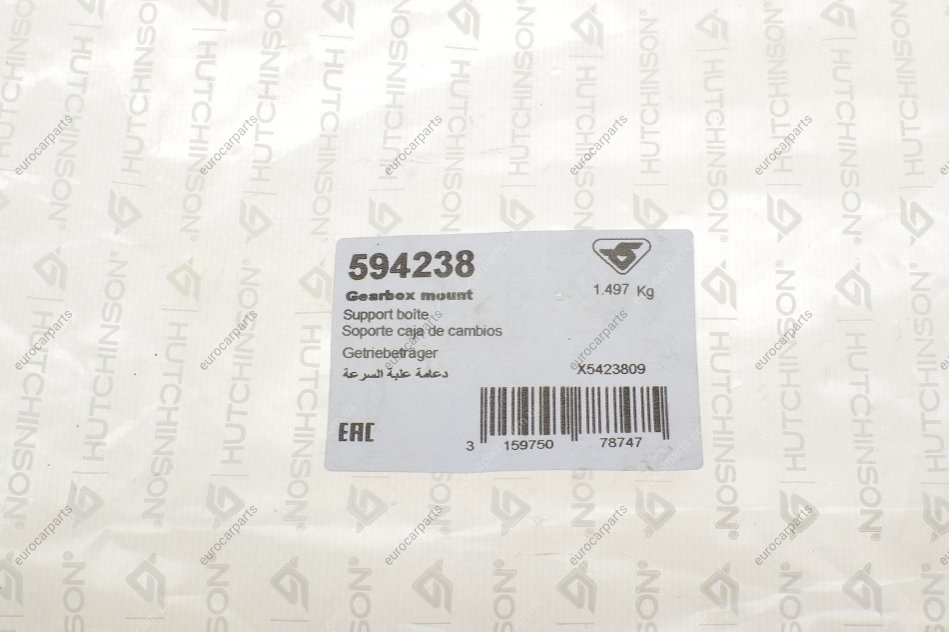 594238
Gearbox mount
Support boîte
Soporte caja de cambios
Getriebeträger
دعامة علبة السرعة
1.497 Kg
X5423809
EAC
3 159750 78747
HUTCHINSON®
eurocarparts